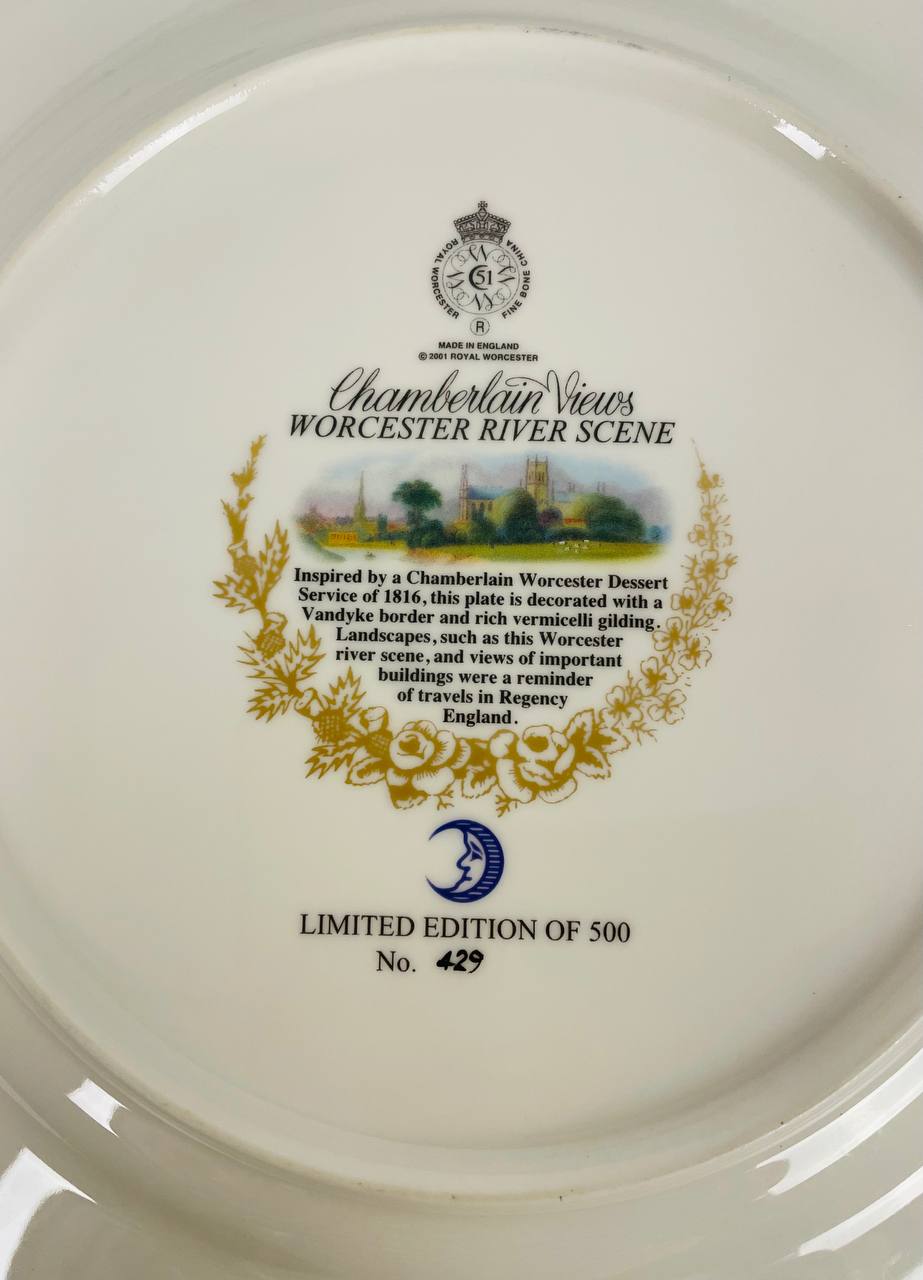 ROYAL WORCESTER
FINE BONE CHINA
51
R
MADE IN ENGLAND
© 2001 ROYAL WORCESTER
Chamberlain Views
WORCESTER RIVER SCENE
Inspired by a Chamberlain Worcester Dessert
Service of 1816, this plate is decorated with a
Vandyke border and rich vermicelli gilding.
Landscapes, such as this Worcester
river scene, and views of important
buildings were a reminder
of travels in Regency
England.
LIMITED EDITION OF 500
No. 429